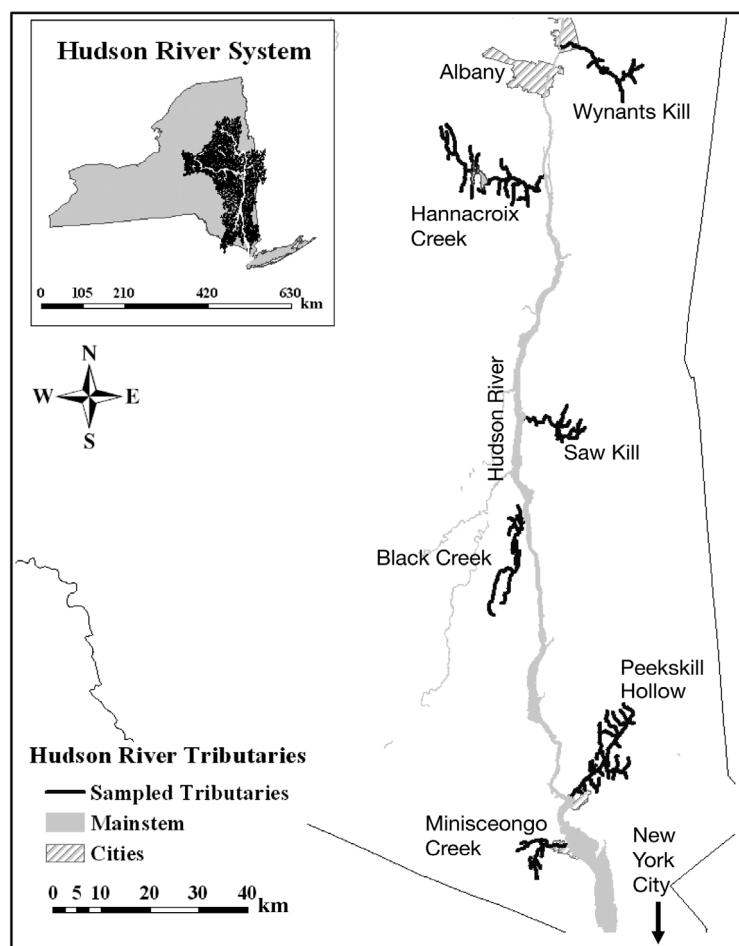 Hudson River System
0 105 210 420 630
km
N
W E
S
Albany
Wynants Kill
Hannacroix
Creek
Hudson River
Saw Kill
Black Creek
Peekskill
Hollow
Minisceongo
Creek
New
York
City
Hudson River Tributaries
Sampled Tributaries
Mainstem
Cities
0 5 10 20 30 40
km